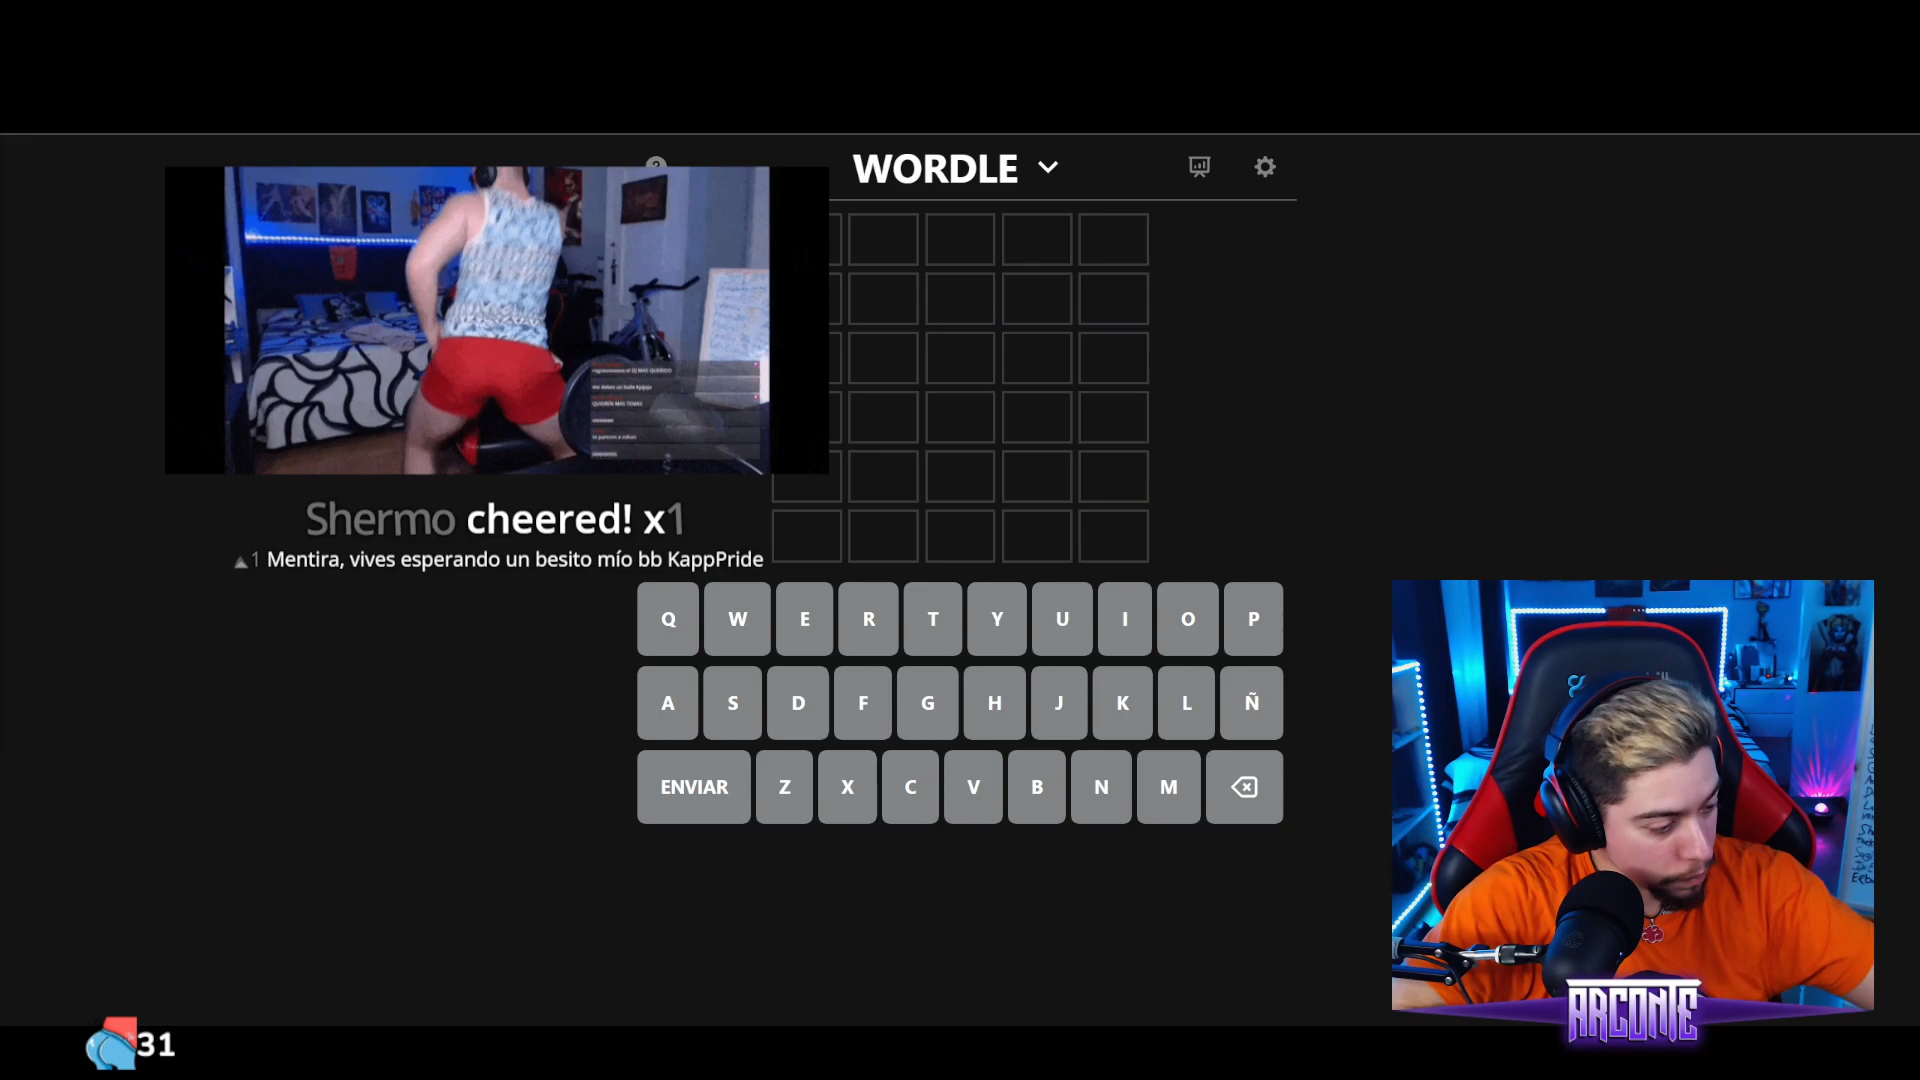 WORDLE
Shermo cheered! x1
1 Mentira, vives esperando un besito mío bb KappPride
Q W E R T Y U I O P
A S D F G H J K L Ñ
ENVIAR Z X C V B N M
ARCONTE
31